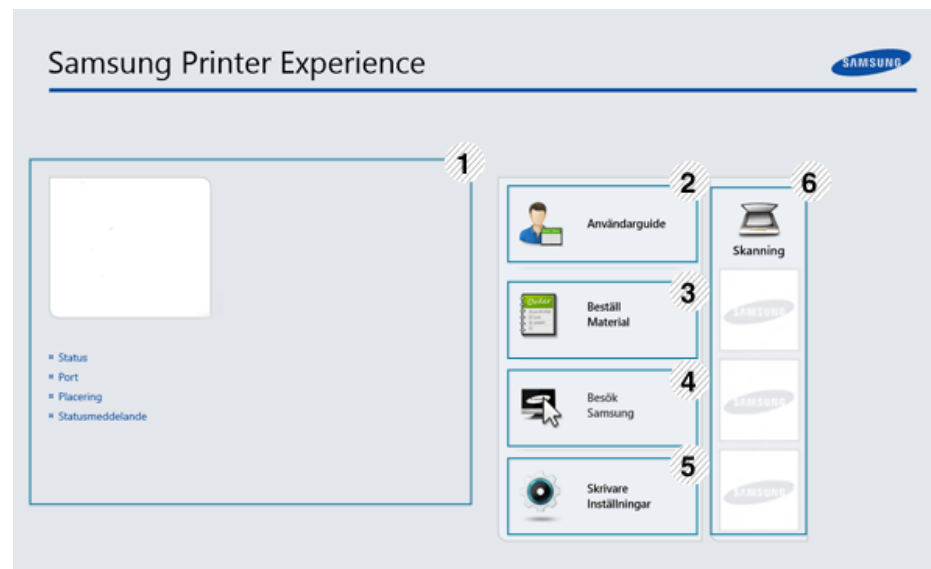 Samsung Printer Experience
SAMSUNG
1
Status
Port
Placering
Statusmeddelande
2
Användarguide
3
Order
Beställ
Material
4
Besök
Samsung
5
Skrivare
Inställningar
6
Skanning
SAMSUNG
SAMSUNG
SAMSUNG